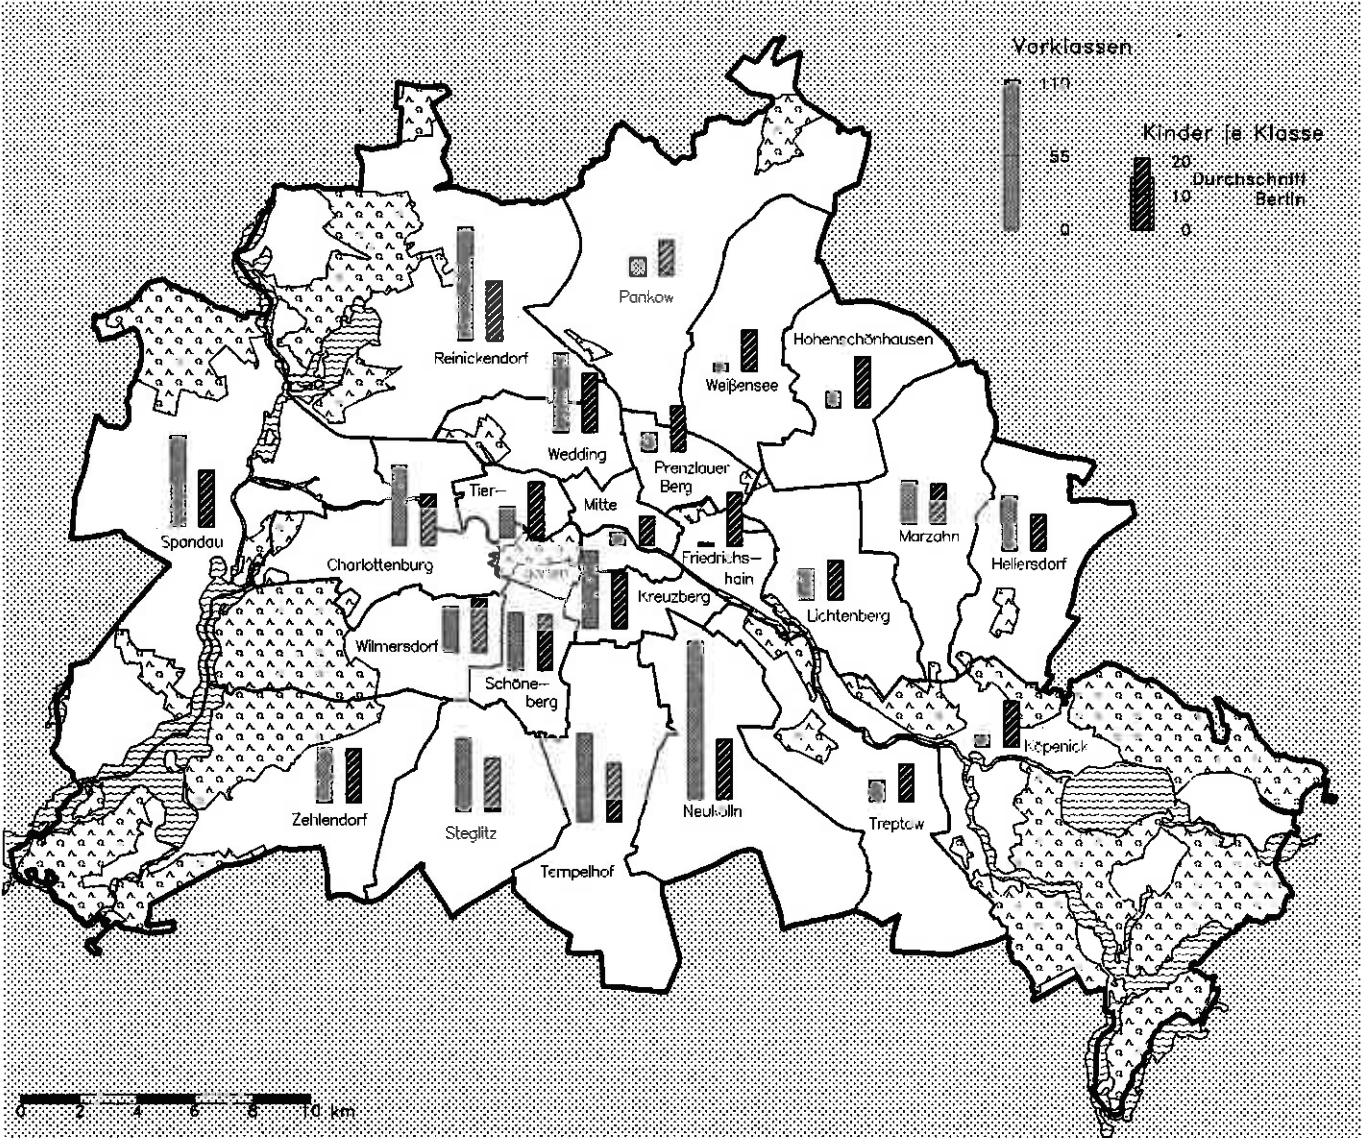 Vorklassen
110
55
0
Kinder je Klasse
20
Durchschnitt
10
Berlin
0
Pankow
Reinickendorf
Hohenschönhausen
Weißensee
Wedding
Prenzlauer
Berg
Tier-
Mitte
Spandau
Charlottenburg
Marzahn
Friedrichs-
hain
Hellersdorf
Kreuzberg
Lichtenberg
Wilmersdorf
Schöne-
berg
Köpenick
Zehlendorf
Steglitz
Neukölln
Treptow
Tempelhof
0 2 4 6 8 10 km